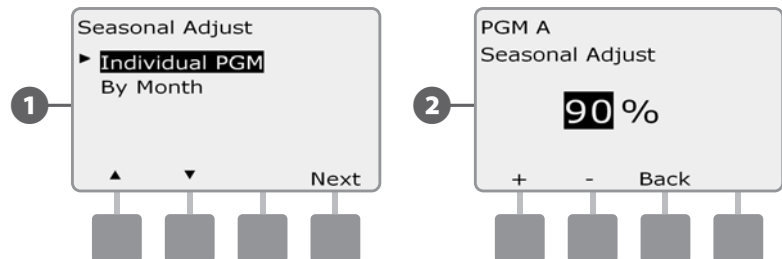 1
Seasonal Adjust
► Individual PGM
By Month
▲ ▼ Next
2
PGM A
Seasonal Adjust
90 %
+ - Back